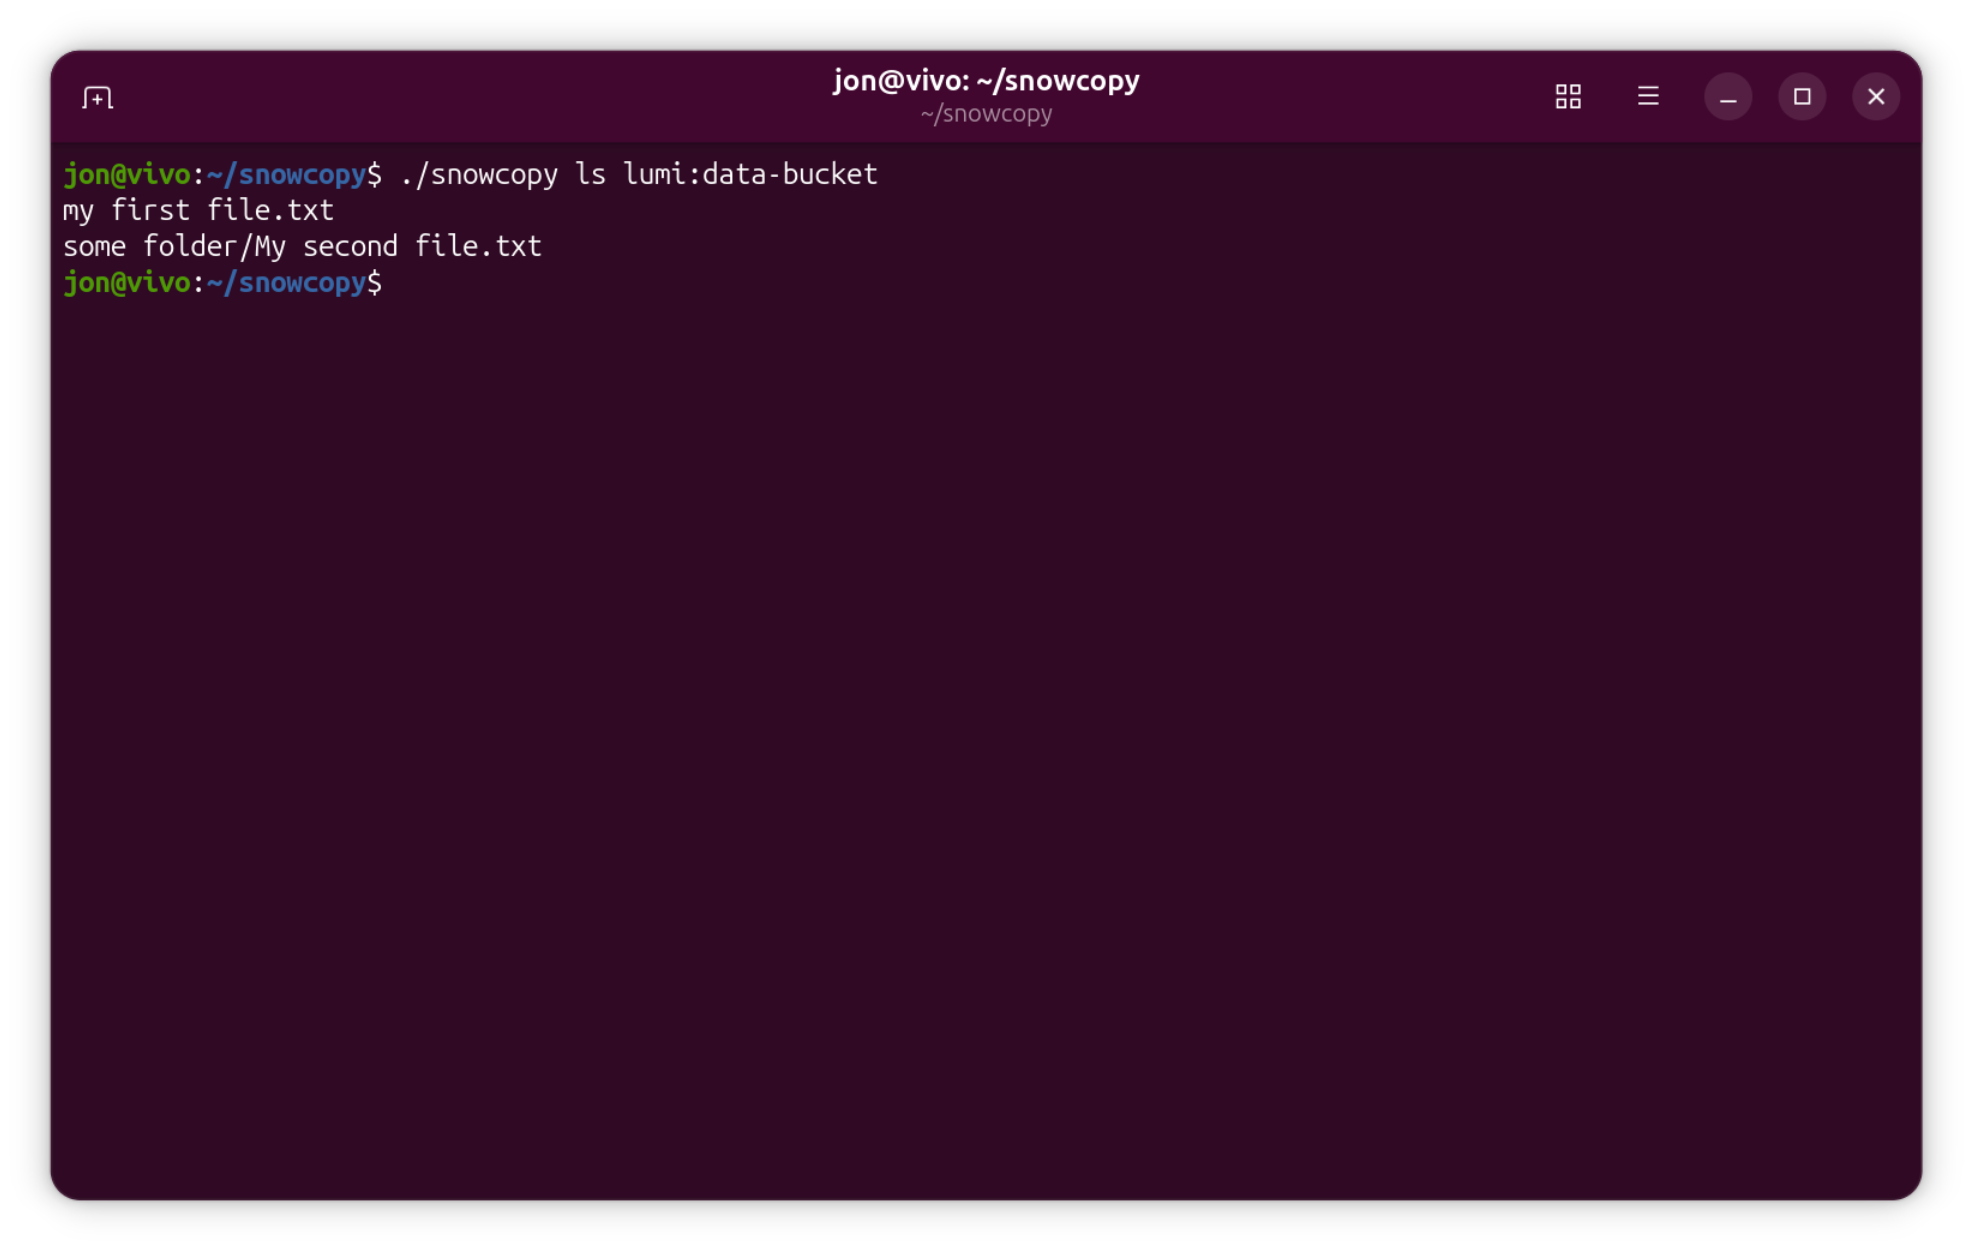 jon@vivo: ~/snowcopy
~/snowcopy
jon@vivo:~/snowcopy$ ./snowcopy ls lumi:data-bucket
my first file.txt
some folder/My second file.txt
jon@vivo:~/snowcopy$